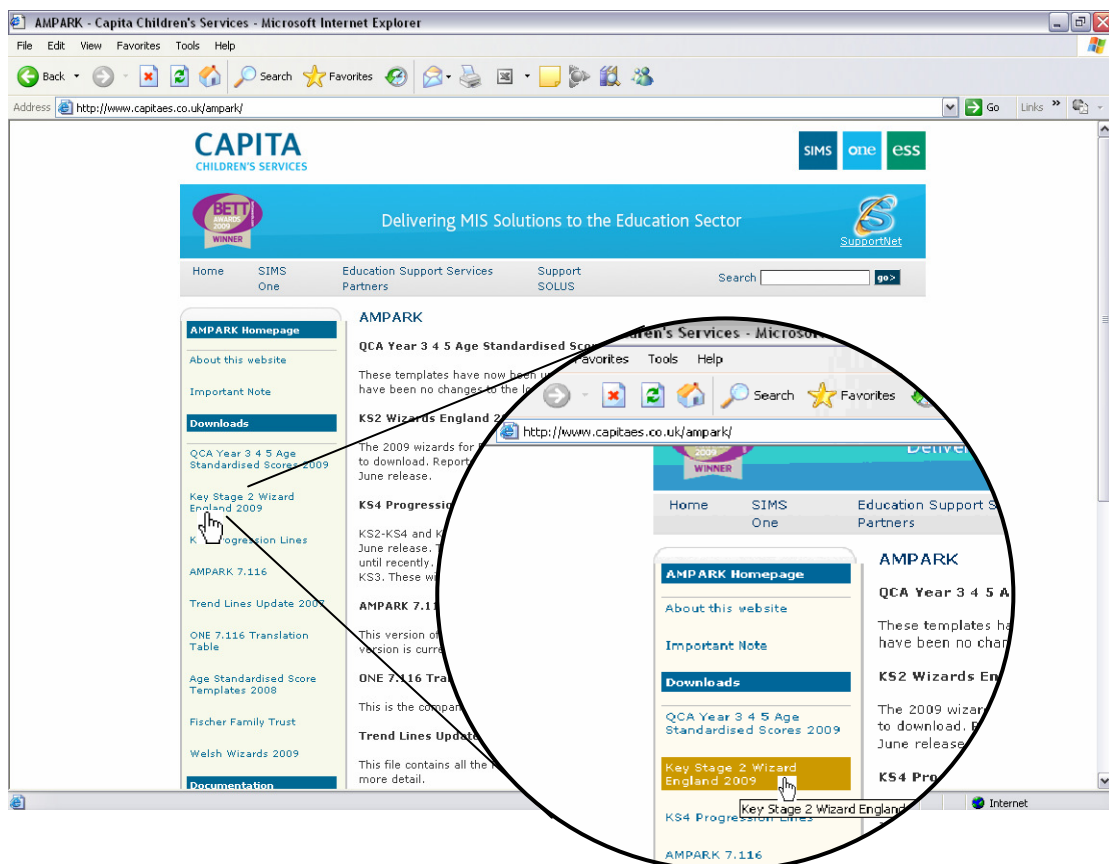 AMPARK - Capita Children's Services - Microsoft Internet Explorer
File Edit View Favorites Tools Help
Back Search Favorites
Address http://www.capitaes.co.uk/ampark/ Go Links
CAPITA
CHILDREN'S SERVICES
SIMS one ess
BETT
AWARDS
2009
WINNER
Delivering MIS Solutions to the Education Sector
SupportNet
Home SIMS Education Support Services Support
One Partners SOLUS
Search go>
AMPARK Homepage
About this website
Important Note
Downloads
QCA Year 3 4 5 Age
Standardised Scores 2009
Key Stage 2 Wizard
England 2009
K ogression Lines
AMPARK 7.116
Trend Lines Update 2007
ONE 7.116 Translation
Table
Age Standardised Score
Templates 2008
Fischer Family Trust
Welsh Wizards 2009
Documentation
AMPARK
QCA Year 3 4 5 Age Standardised Sco
These templates have now been u
have been no changes to the lo
KS2 Wizards England 2
The 2009 wizards for
to download. Report
June release.
KS4 Progressio
KS2-KS4 and K
June release. T
until recently.
KS3. These wi
AMPARK 7.11
This version of
version is curre
ONE 7.116 Tra
This is the compan
Trend Lines Update
This file contains all the
more detail.
Internet
ren's Services - Microso
Favorites Tools Help
Search Favorites
http://www.capitaes.co.uk/ampark/
2009
WINNER
Deliver
Home SIMS Education Support S
One Partners
AMPARK Homepage
About this website
Important Note
Downloads
QCA Year 3 4 5 Age
Standardised Scores 2009
Key Stage 2 Wizard
England 2009
Key Stage 2 Wizard England
KS4 Progression Lines
AMPARK 7.116
AMPARK
QCA Year 3 4 5 A
These templates ha
have been no chan
KS2 Wizards En
The 2009 wizar
to download. R
June release
KS4 Pro